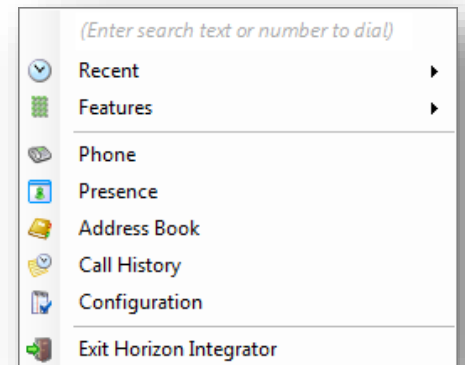 (Enter search text or number to dial)
Recent
Features
Phone
Presence
Address Book
Call History
Configuration
Exit Horizon Integrator